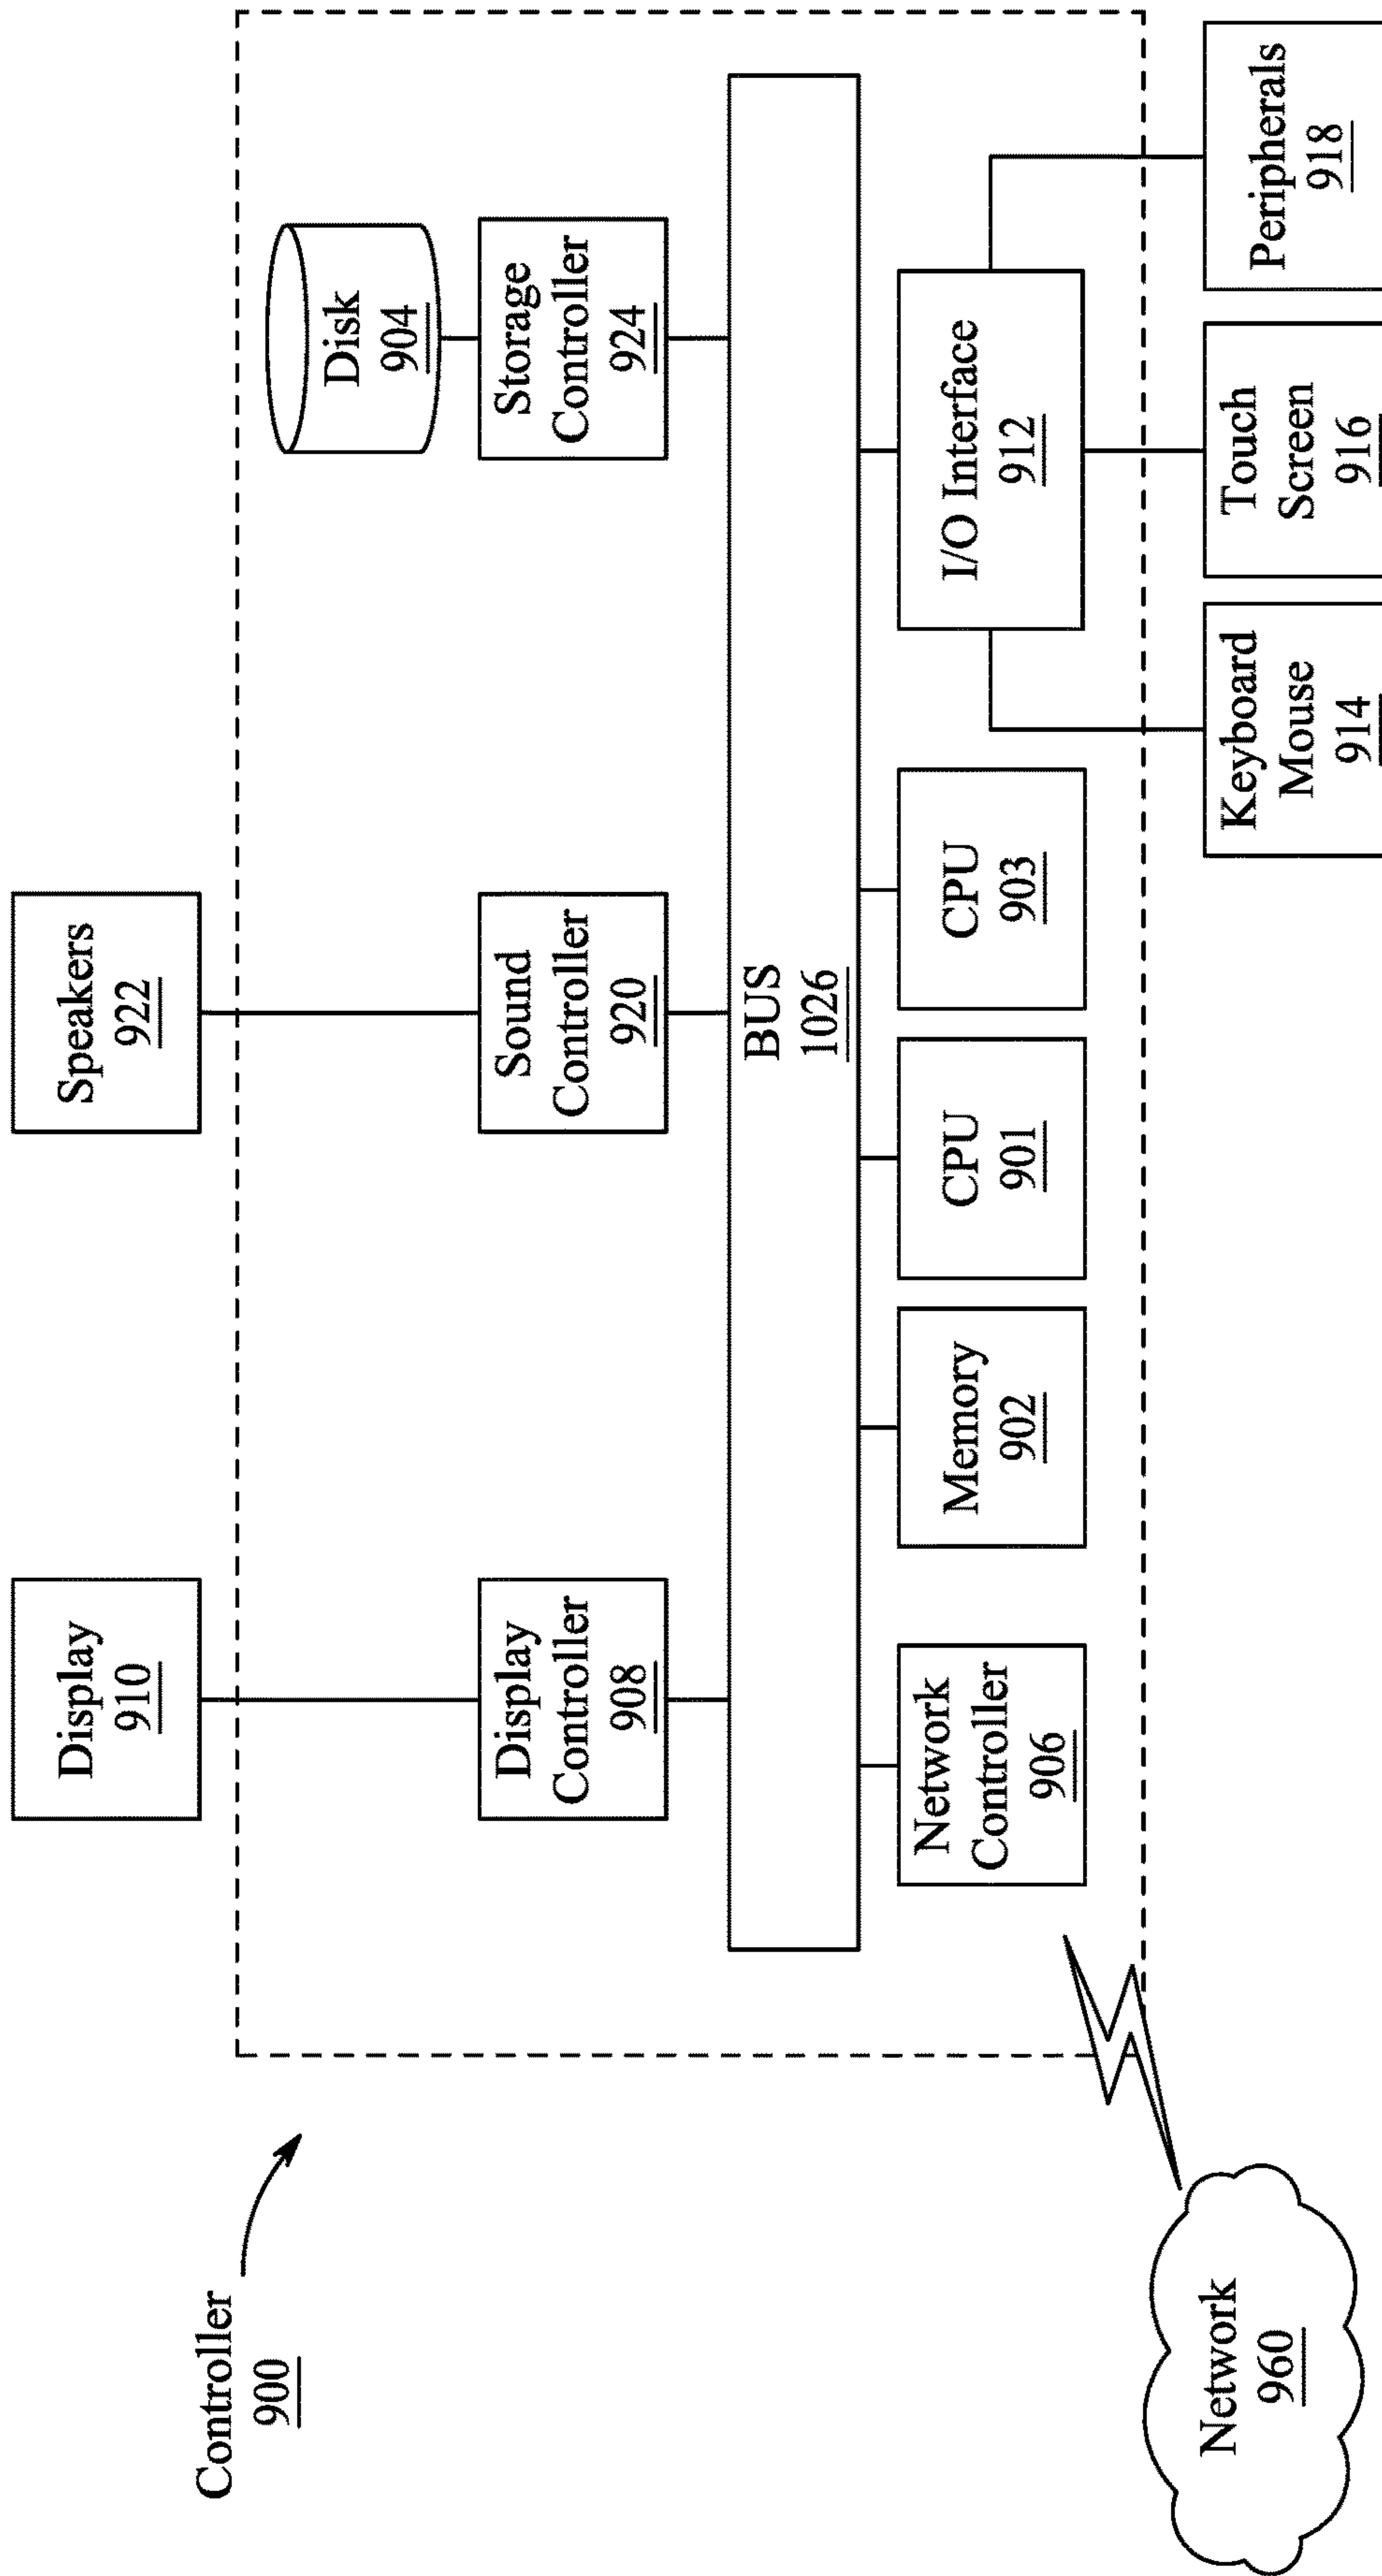 Controller
900
Display
910
Speakers
922
Display
Controller
908
Sound
Controller
920
Disk
904
Storage
Controller
924
BUS
1026
Network
Controller
906
Memory
902
CPU
901
CPU
903
I/O Interface
912
Network
960
Keyboard
Mouse
914
Touch
Screen
916
Peripherals
918